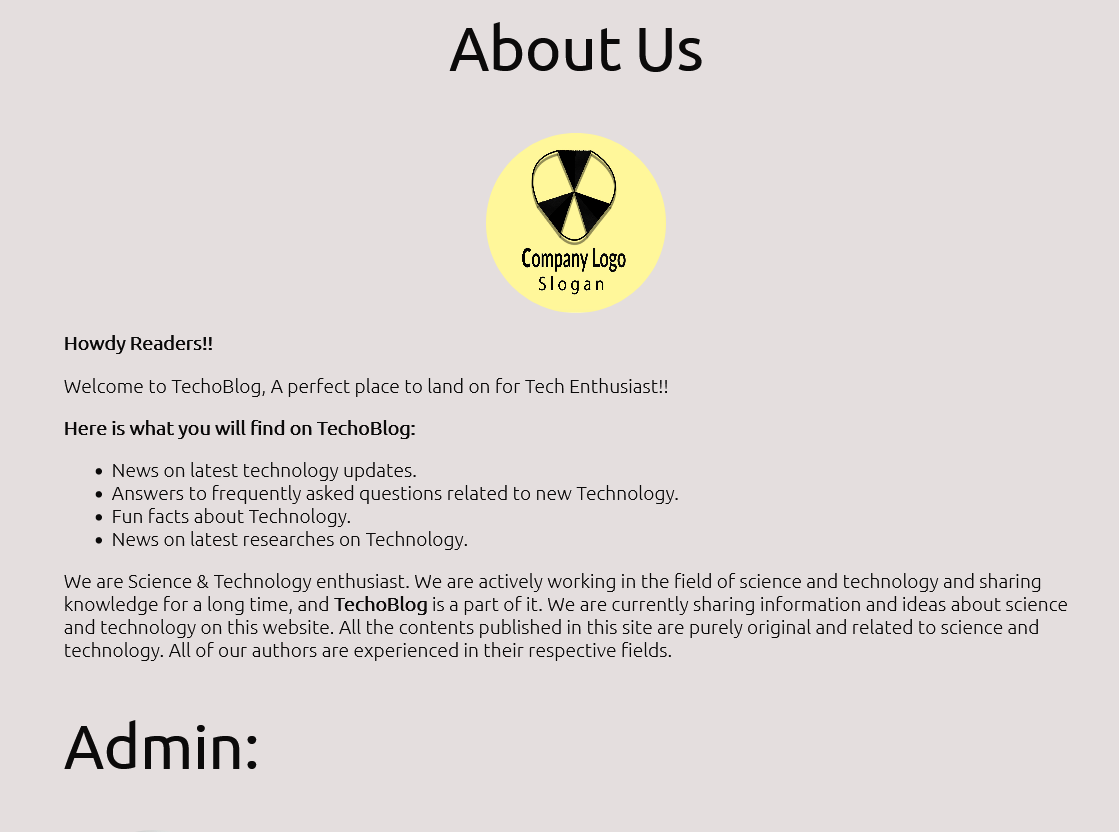 About Us
Company Logo
Slogan
Howdy Readers!!
Welcome to TechoBlog, A perfect place to land on for Tech Enthusiast!!
Here is what you will find on TechoBlog:
• News on latest technology updates.
• Answers to frequently asked questions related to new Technology.
• Fun facts about Technology.
• News on latest researches on Technology.
We are Science & Technology enthusiast. We are actively working in the field of science and technology and sharing
knowledge for a long time, and TechoBlog is a part of it. We are currently sharing information and ideas about science
and technology on this website. All the contents published in this site are purely original and related to science and
technology. All of our authors are experienced in their respective fields.
Admin: